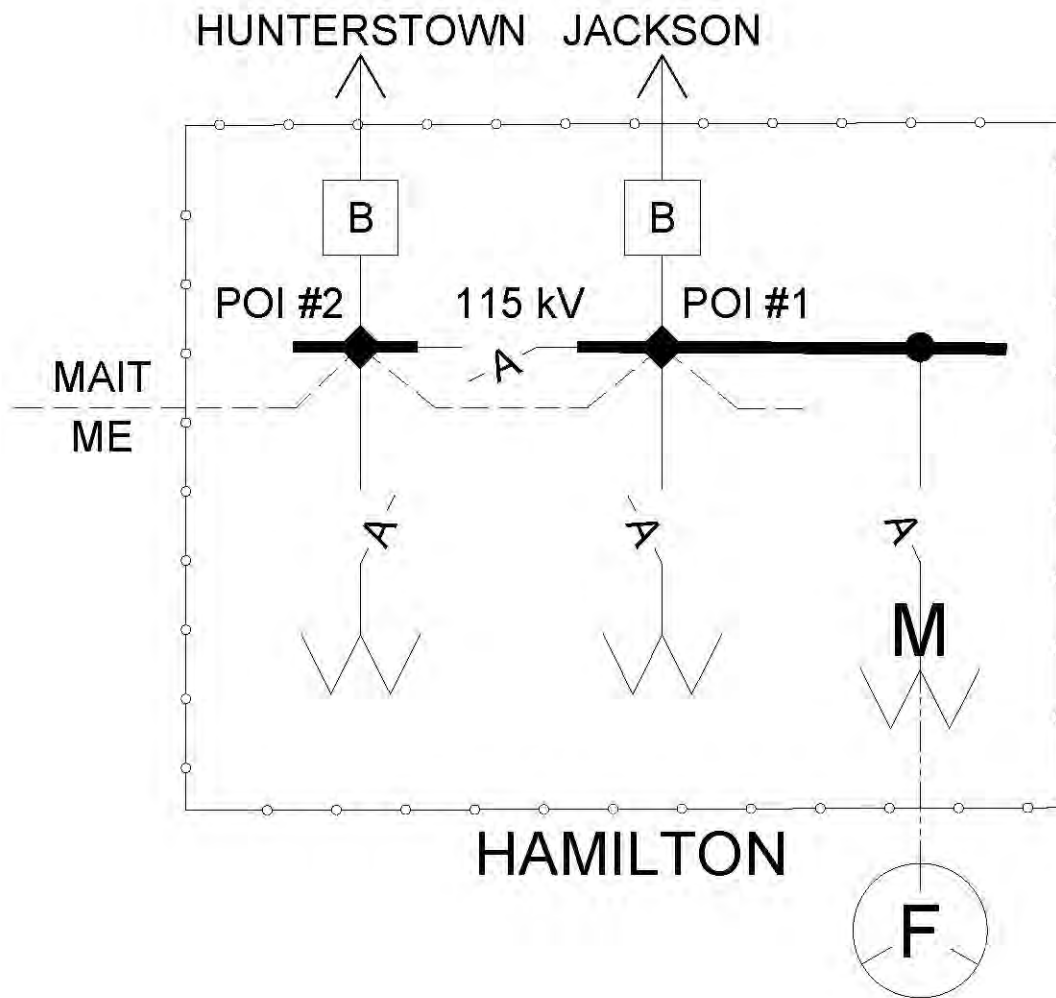 HUNTERSTOWN JACKSON
B B
POI #2 115 kV POI #1
A
MAIT
ME
A A A
M
HAMILTON
F